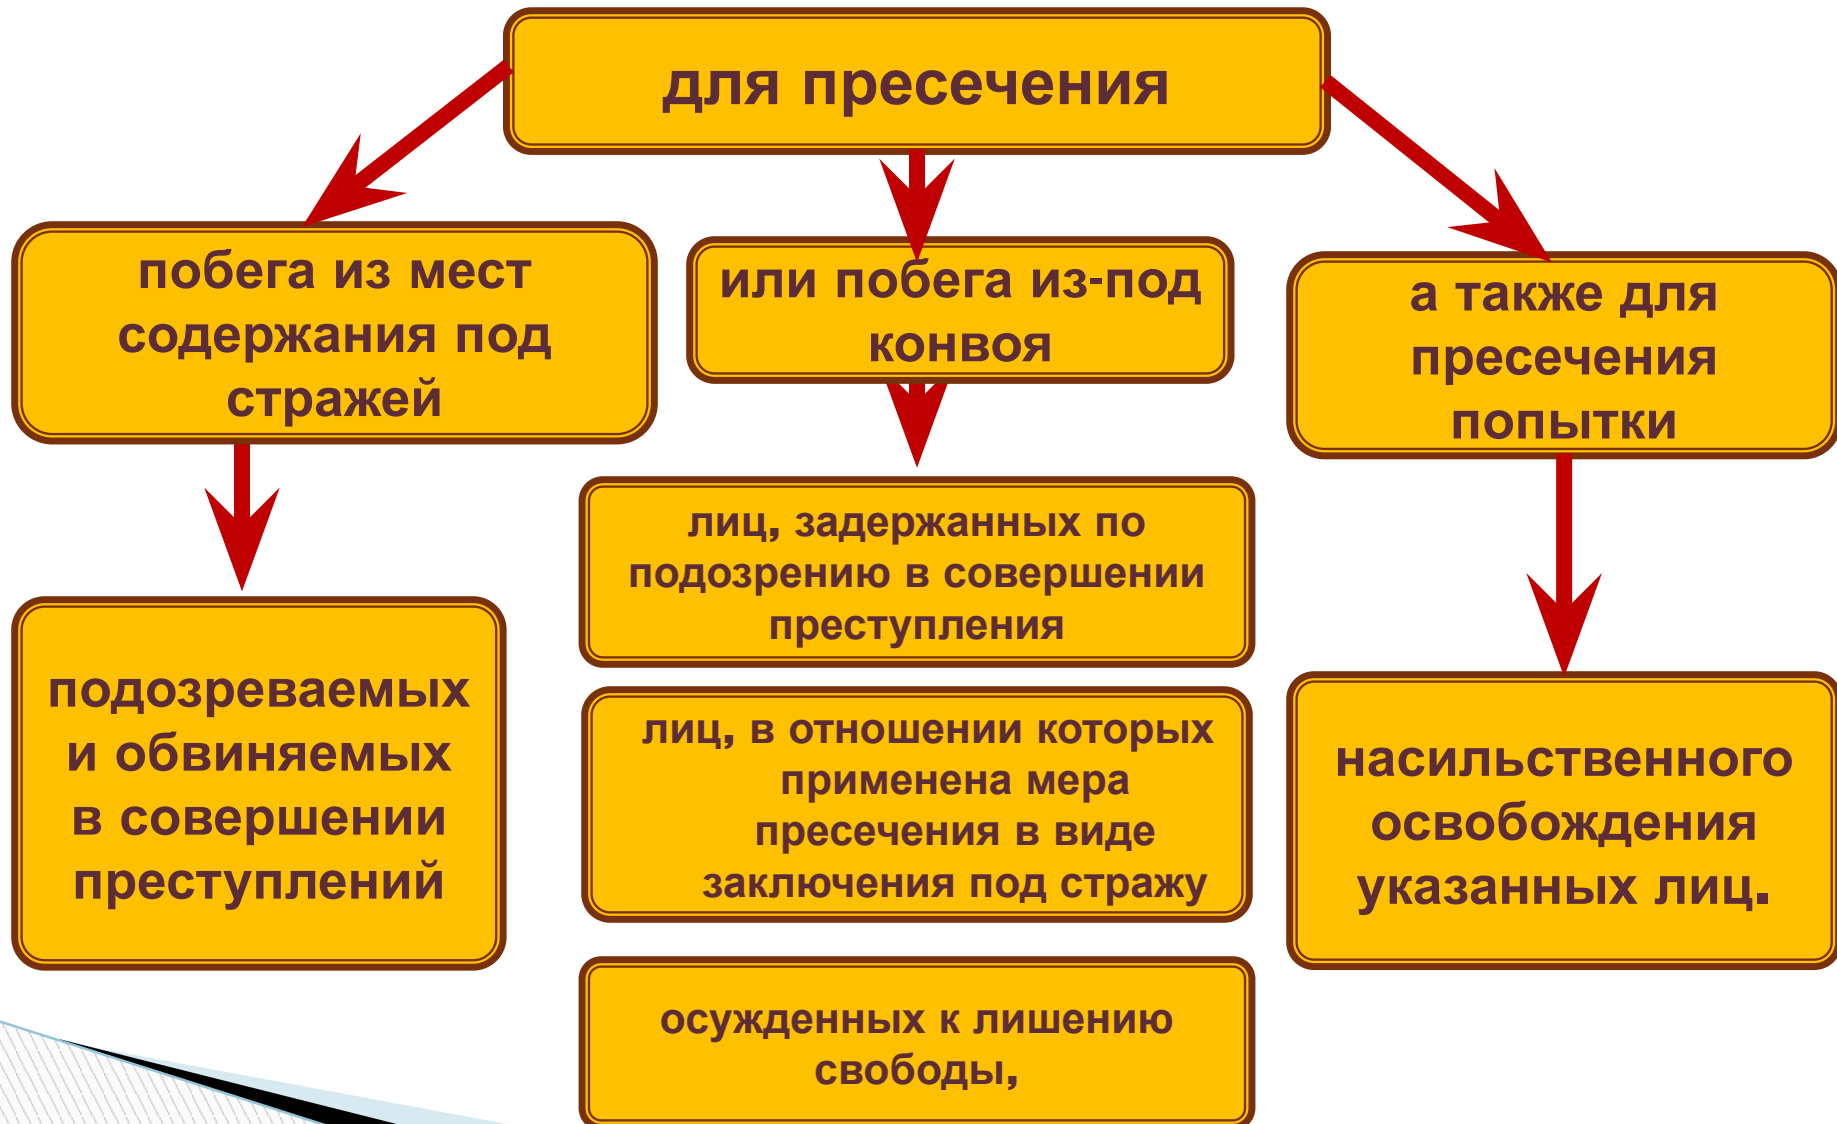 для пресечения
побега из мест
содержания под
стражей
или побега из-под
конвоя
а также для
пресечения
попытки
подозреваемых
и обвиняемых
в совершении
преступлений
лиц, задержанных по
подозрению в совершении
преступления
лиц, в отношении которых
применена мера
пресечения в виде
заключения под стражу
осужденных к лишению
свободы,
насильственного
освобождения
указанных лиц.